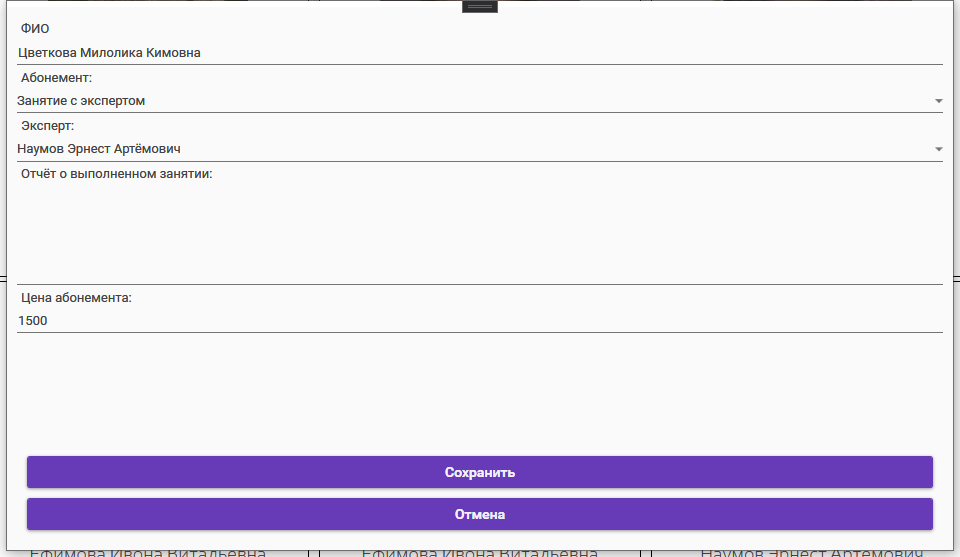 ФИО
Цветкова Милолика Кимовна
Абонемент:
Занятие с экспертом
Эксперт:
Наумов Эрнест Артёмович
Отчёт о выполненном занятии:
Цена абонемента:
1500
Сохранить
Отмена
Ефимова Ивона Витальевна Ефимова Ивона Витальевна Наумов Эрнест Артёмович